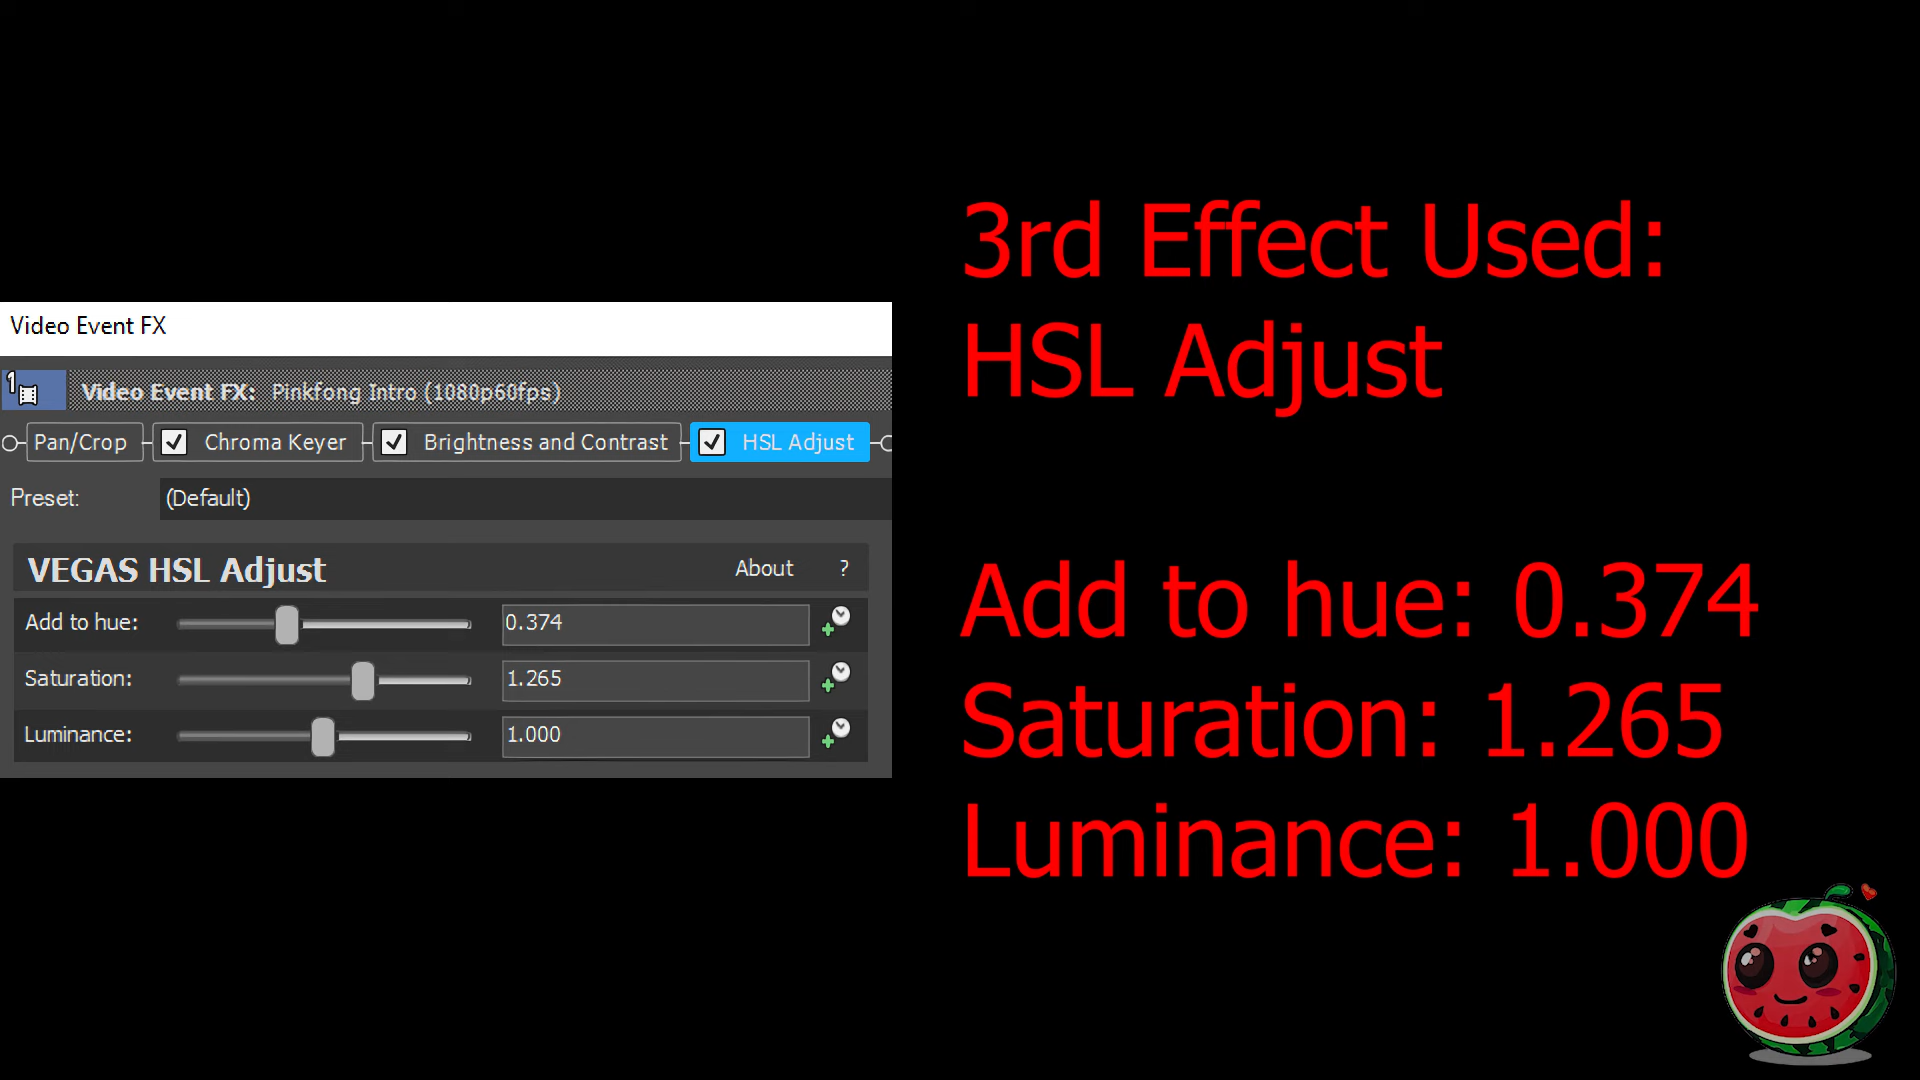 Video Event FX
1
Video Event FX: Pinkfong Intro (1080p60fps)
Pan/Crop Chroma Keyer Brightness and Contrast HSL Adjust
Preset: (Default)
VEGAS HSL Adjust About ?
Add to hue: 0.374
Saturation: 1.265
Luminance: 1.000
3rd Effect Used:
HSL Adjust
Add to hue: 0.374
Saturation: 1.265
Luminance: 1.000